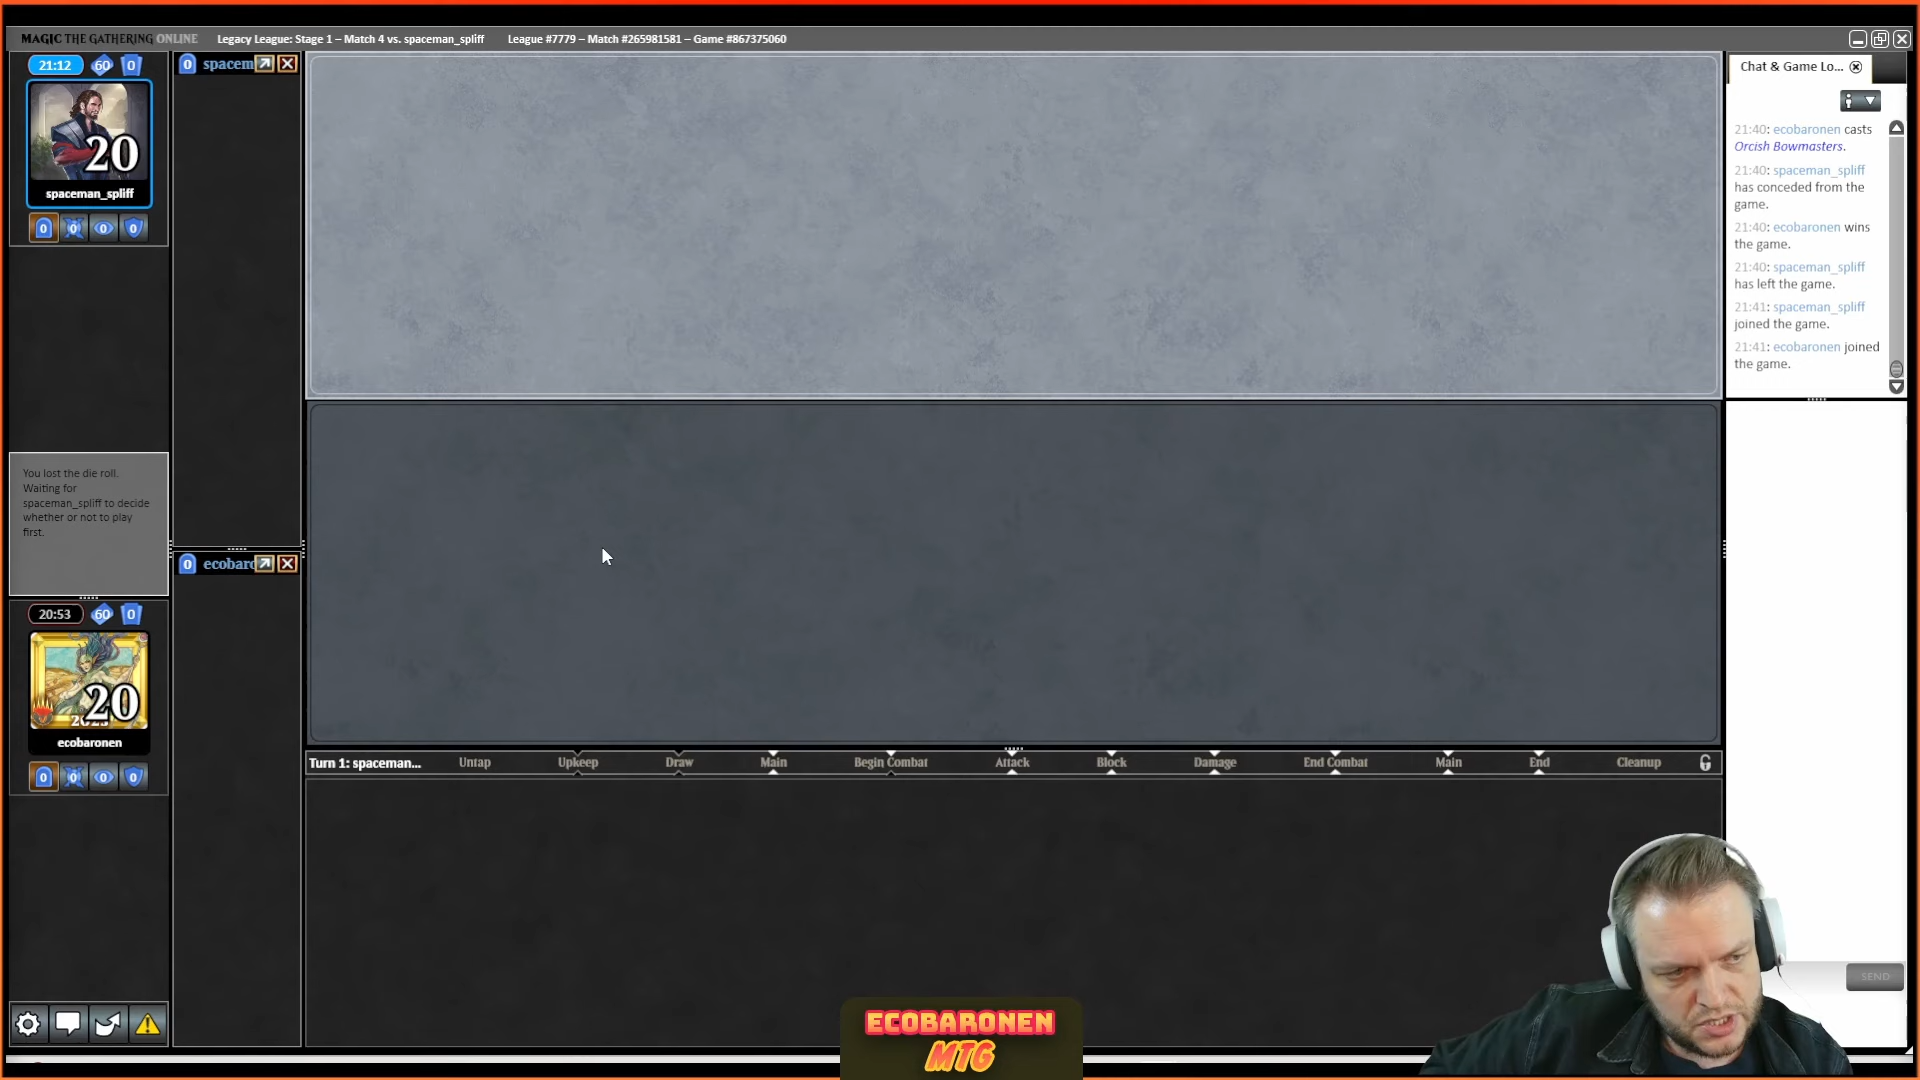 MAGIC THE GATHERING ONLINE
Legacy League: Stage 1 – Match 4 vs. spaceman_spliff
League #7779 – Match #265981581 – Game #867375060
21:12
60
0
20
spaceman_spliff
0
0
0
0
0
spacem
Chat & Game Lo...
21:40: ecobaronen casts
Orcish Bowmasters.
21:40: spaceman_spliff
has conceded from the
game.
21:40: ecobaronen wins
the game.
21:40: spaceman_spliff
has left the game.
21:41: spaceman_spliff
joined the game.
21:41: ecobaronen joined
the game.
You lost the die roll.
Waiting for
spaceman_spliff to decide
whether or not to play
first.
0
ecobaro
20:53
60
0
20
ecobaronen
0
0
0
0
Turn 1: spaceman...
Untap
Upkeep
Draw
Main
Begin Combat
Attack
Block
Damage
End Combat
Main
End
Cleanup
SEND
ECOBARONEN
MTG